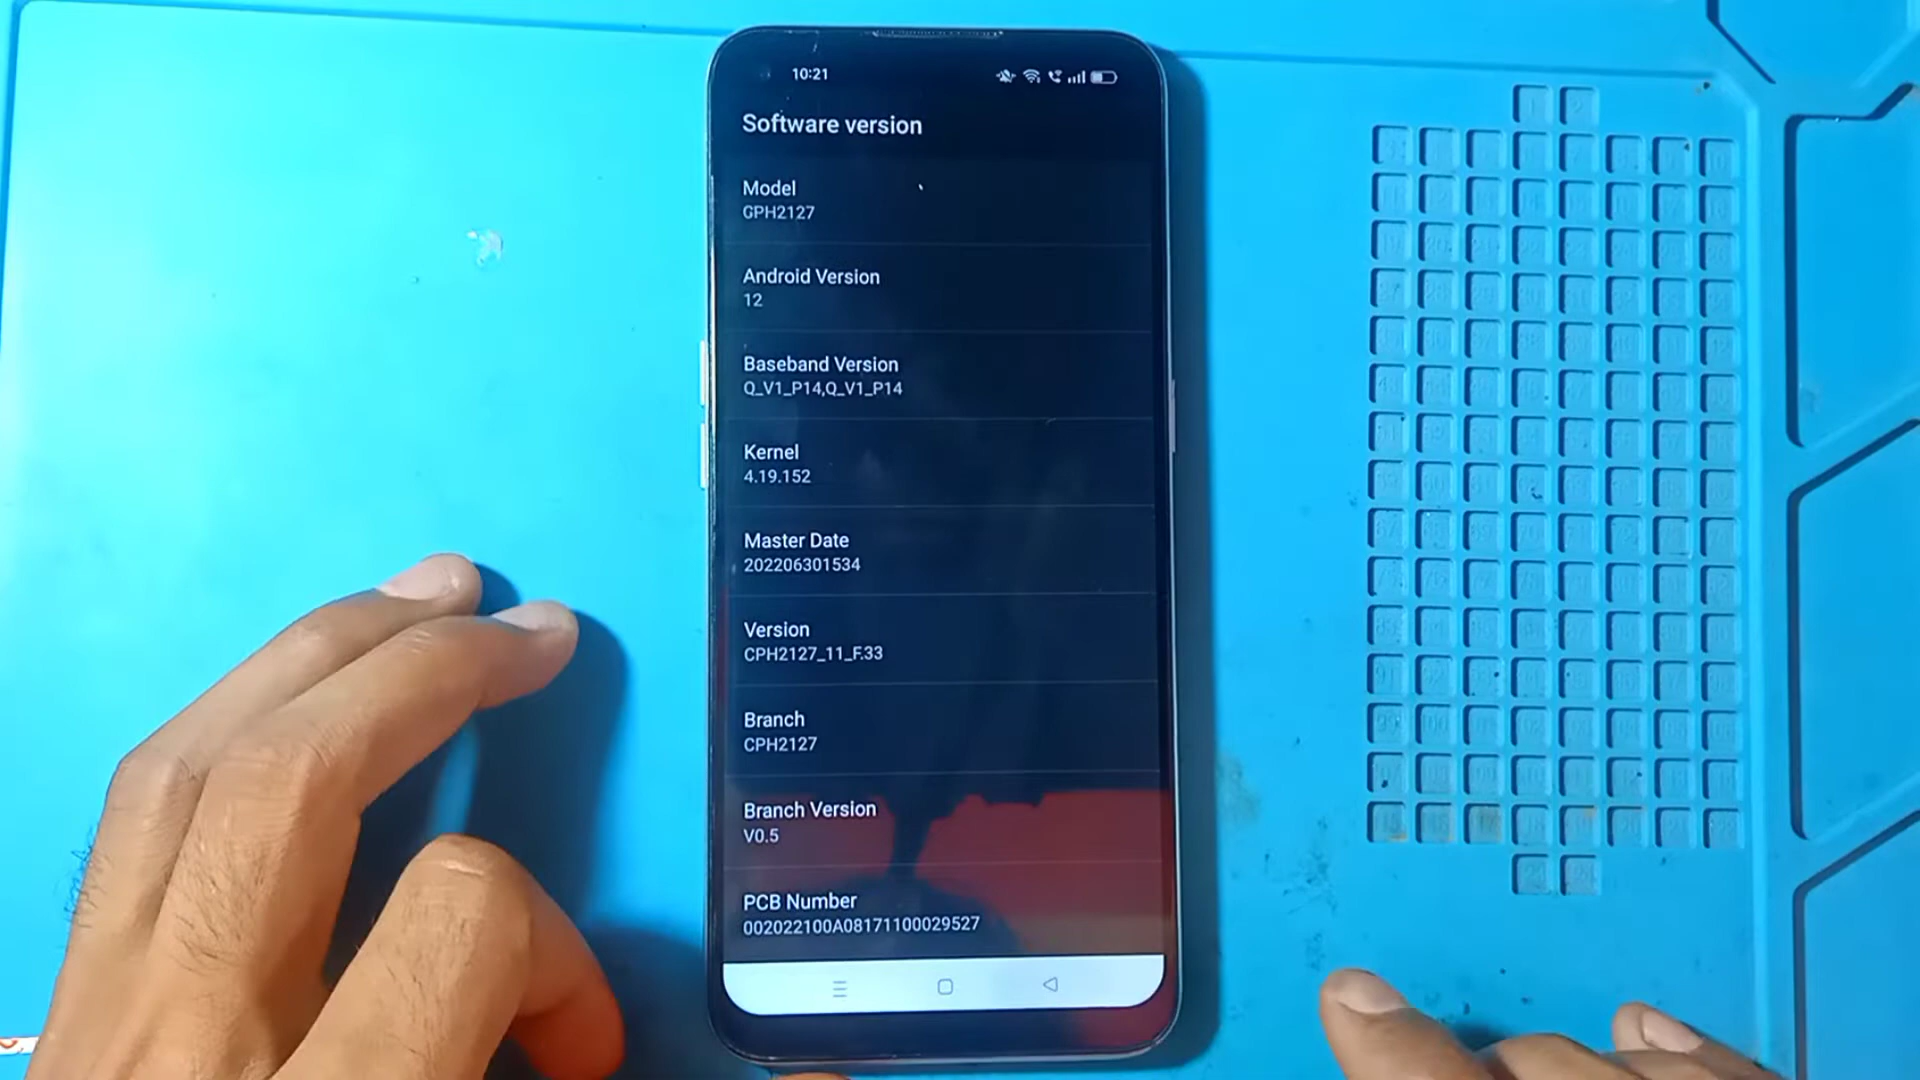 10:21
Software version
Model
GPH2127
Android Version
12
Baseband Version
Q_V1_P14,Q_V1_P14
Kernel
4.19.152
Master Date
202206301534
Version
CPH2127_11_F.33
Branch
CPH2127
Branch Version
V0.5
PCB Number
002022100A08171100029527